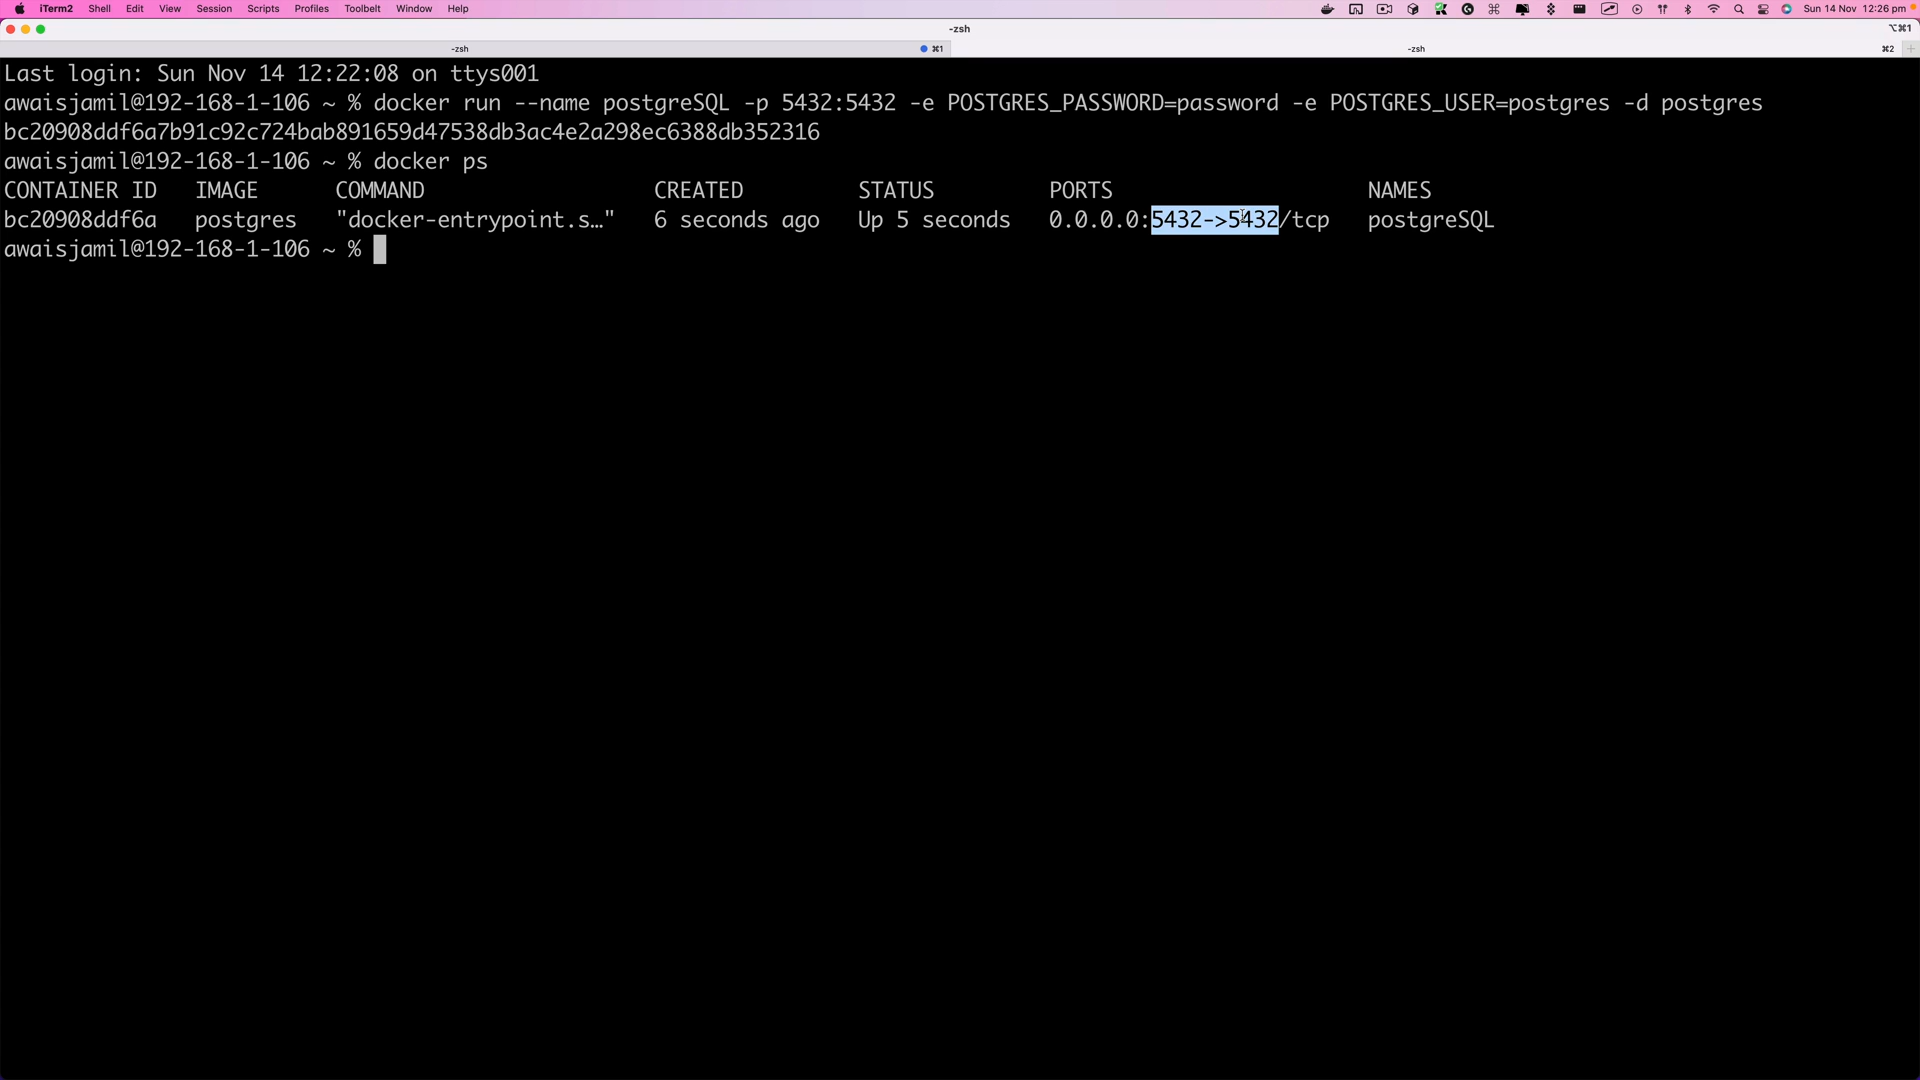 iTerm2 Shell Edit View Session Scripts Profiles Toolbelt Window Help Sun 14 Nov 12:26 pm
-zsh ⌥⌘1
-zsh ⌘1 -zsh ⌘2
Last login: Sun Nov 14 12:22:08 on ttys001
awaisjamil@192-168-1-106 ~ % docker run --name postgreSQL -p 5432:5432 -e POSTGRES_PASSWORD=password -e POSTGRES_USER=postgres -d postgres
bc20908ddf6a7b91c92c724bab891659d47538db3ac4e2a298ec6388db352316
awaisjamil@192-168-1-106 ~ % docker ps
CONTAINER ID IMAGE COMMAND CREATED STATUS PORTS NAMES
bc20908ddf6a postgres "docker-entrypoint.s…" 6 seconds ago Up 5 seconds 0.0.0.0:5432->5432/tcp postgreSQL
awaisjamil@192-168-1-106 ~ %